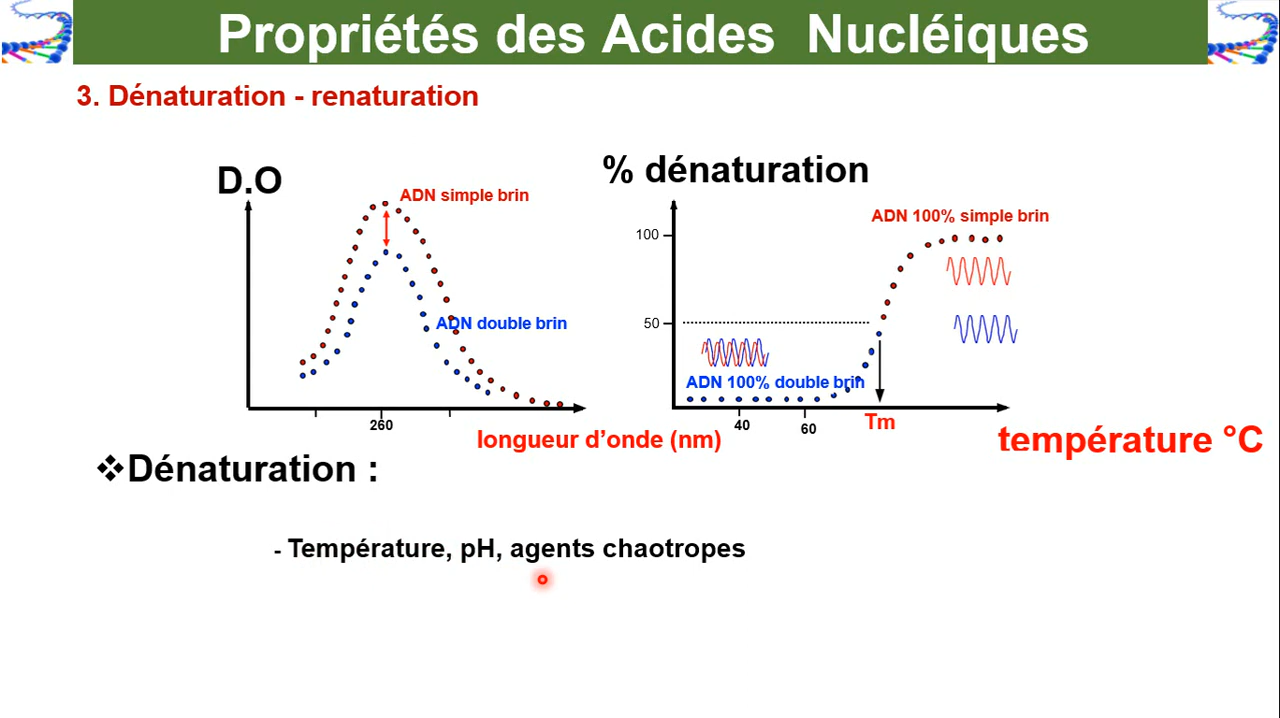 Propriétés des Acides Nucléiques
3. Dénaturation - renaturation
D.O
ADN simple brin
ADN double brin
260
longueur d'onde (nm)
% dénaturation
ADN 100% simple brin
100
50
ADN 100% double brin
40
60
Tm
température °C
❖Dénaturation :
- Température, pH, agents chaotropes